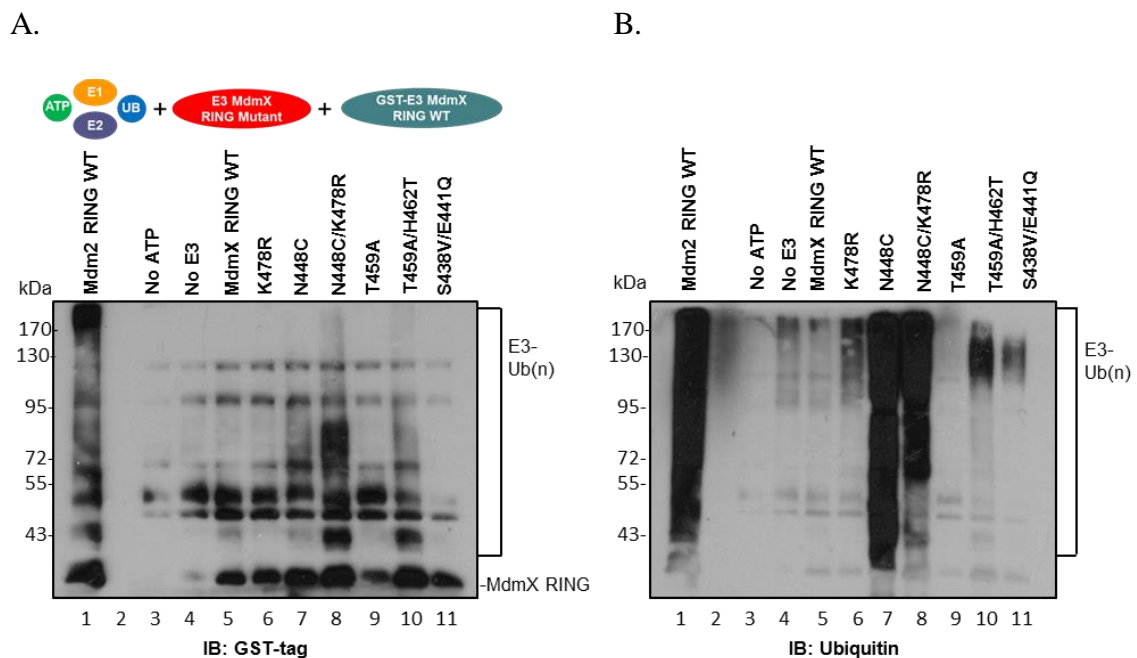 A.
B.
ATP
E1
E2
UB
+
E3 MdmX
RING Mutant
+
GST-E3 MdmX
RING WT
Mdm2 RING WT
No ATP
No E3
MdmX RING WT
K478R
N448C
N448C/K478R
T459A
T459A/H462T
S438V/E441Q
kDa
170-
130-
95-
72-
55-
43-
E3-
Ub(n)
-MdmX RING
1 2 3 4 5 6 7 8 9 10 11
IB: GST-tag
Mdm2 RING WT
No ATP
No E3
MdmX RING WT
K478R
N448C
N448C/K478R
T459A
T459A/H462T
S438V/E441Q
kDa
170-
130-
95-
72-
55-
43-
E3-
Ub(n)
1 2 3 4 5 6 7 8 9 10 11
IB: Ubiquitin